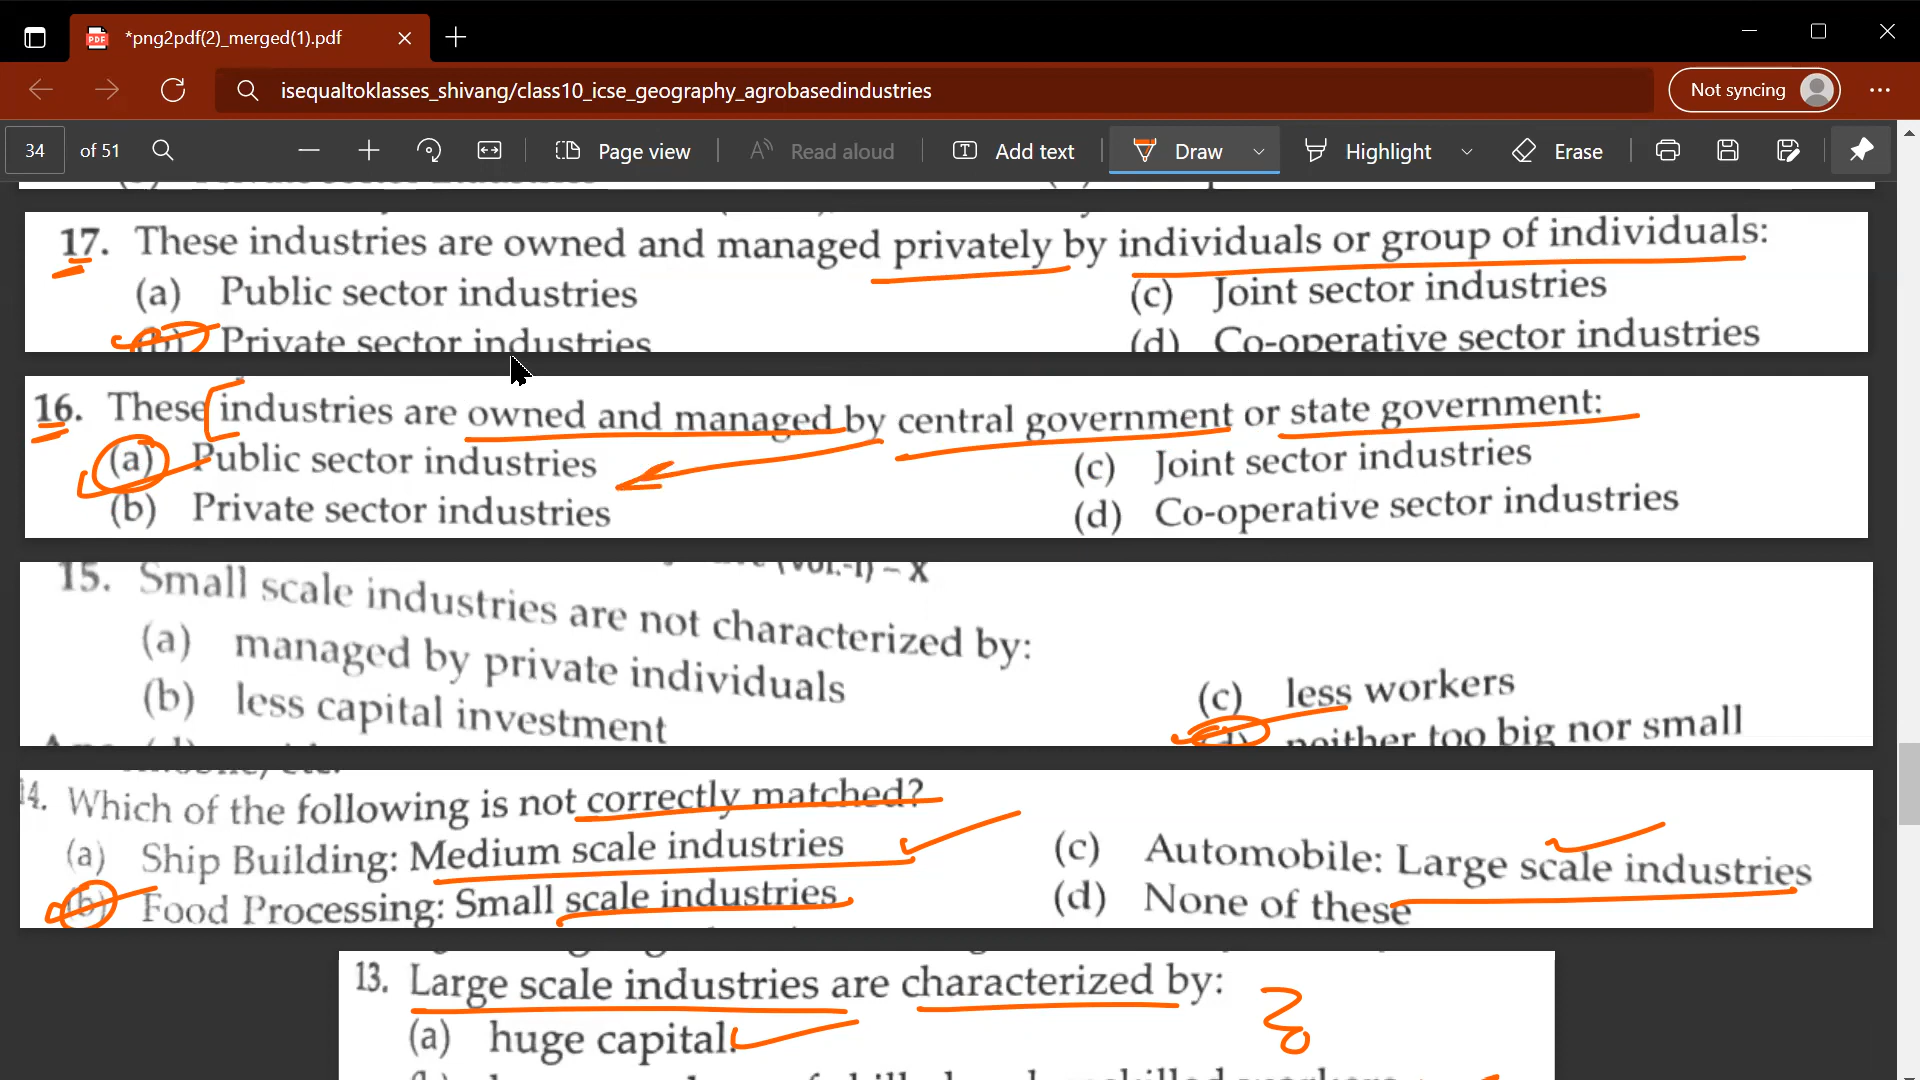 *png2pdf(2)_merged(1).pdf
isequaltoklasses_shivang/class10_icse_geography_agrobasedindustries
Not syncing
34 of 51
Page view
Read aloud
Add text
Draw
Highlight
Erase
17. These industries are owned and managed privately by individuals or group of individuals:
(a) Public sector industries
(c) Joint sector industries
(b) Private sector industries
(d) Co-operative sector industries
16. These industries are owned and managed by central government or state government:
(a) Public sector industries
(c) Joint sector industries
(b) Private sector industries
(d) Co-operative sector industries
(Vol.-I) – X
15. Small scale industries are not characterized by:
(a) managed by private individuals
(b) less capital investment
(c) less workers
(d) neither too big nor small
14. Which of the following is not correctly matched?
(a) Ship Building: Medium scale industries
(c) Automobile: Large scale industries
(b) Food Processing: Small scale industries
(d) None of these
13. Large scale industries are characterized by:
(a) huge capital.